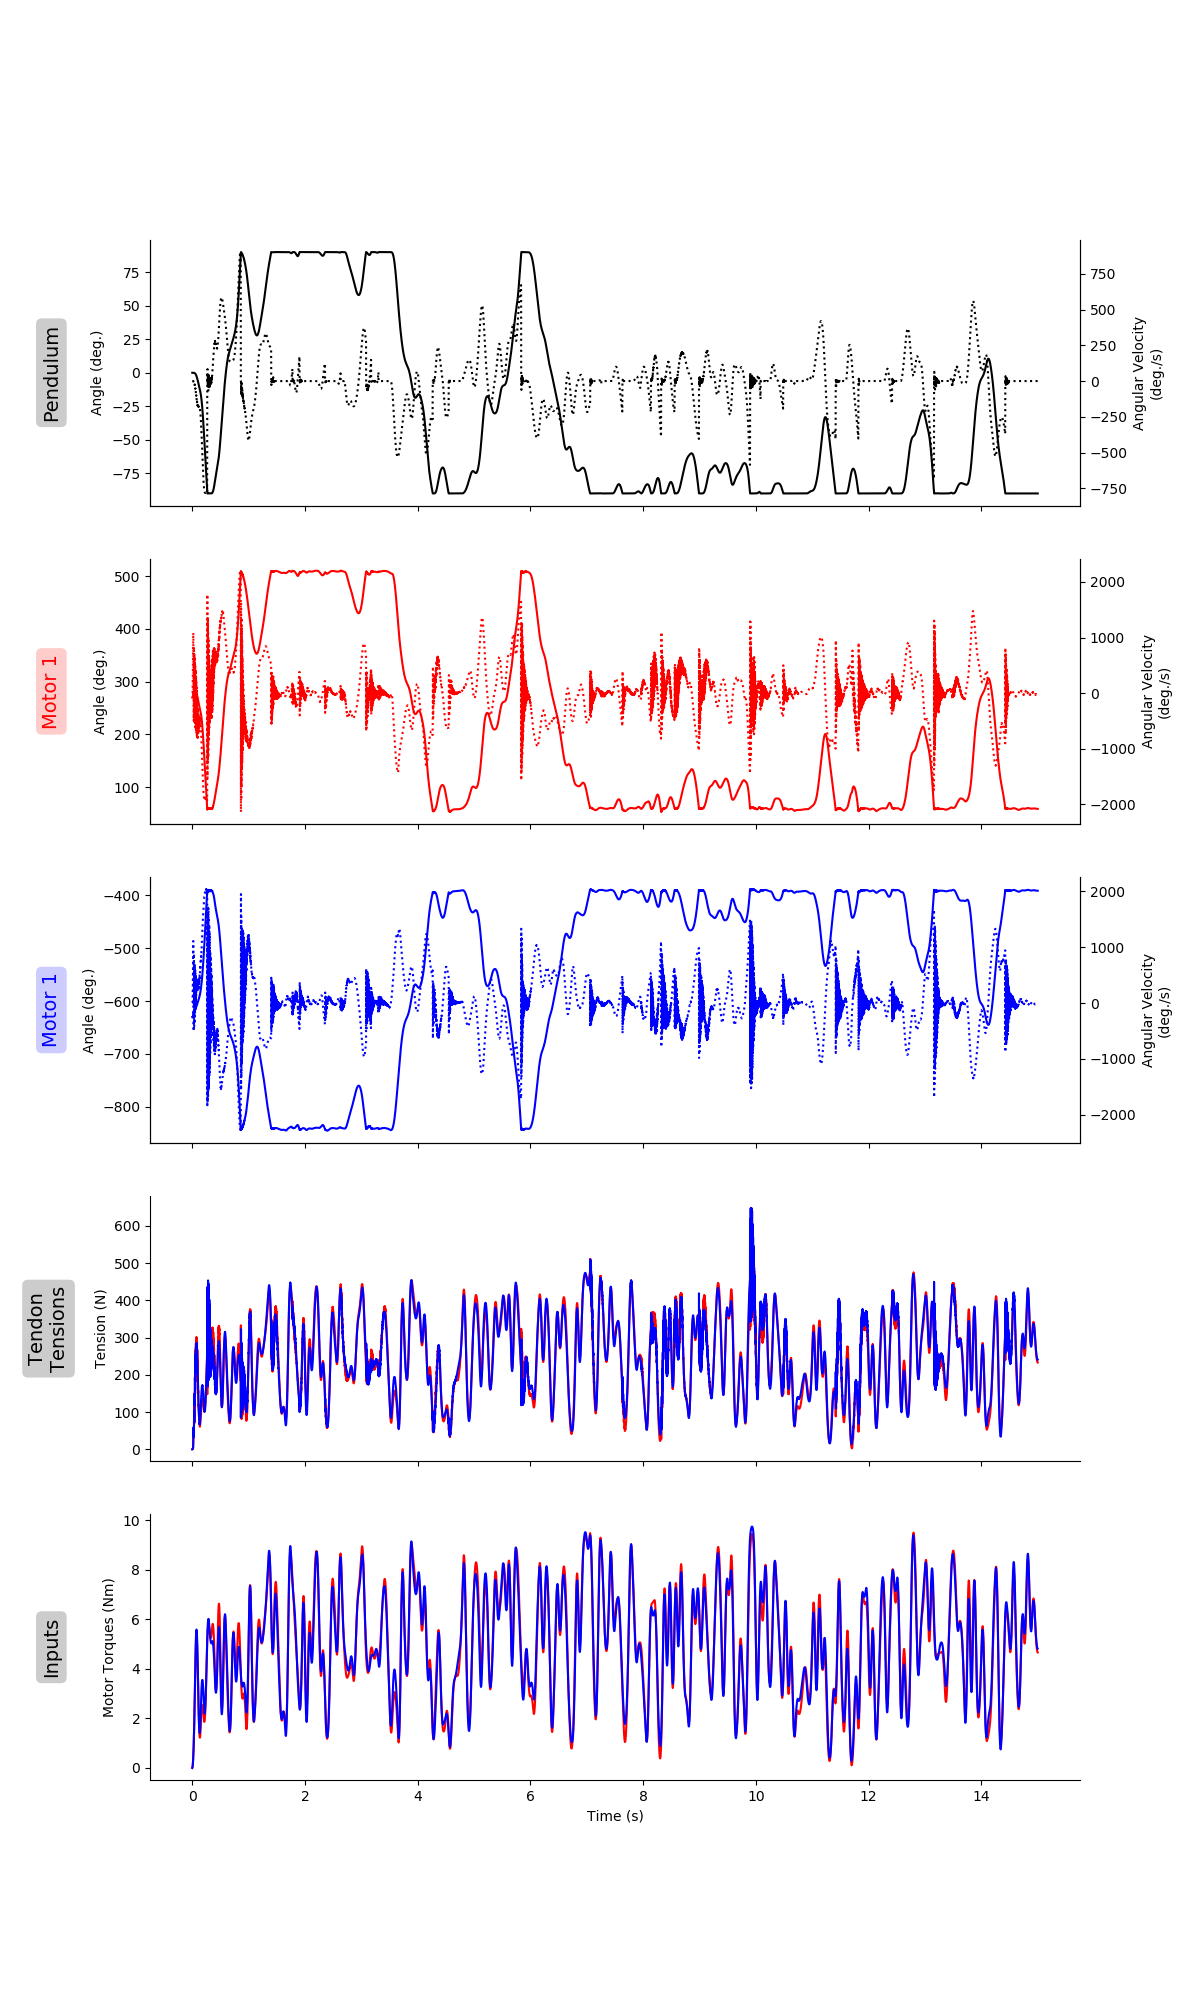 Pendulum
Angle (deg.)
75
50
25
0
−25
−50
−75
Angular Velocity
(deg./s)
750
500
250
0
−250
−500
−750
Motor 1
Angle (deg.)
500
400
300
200
100
Angular Velocity
(deg./s)
2000
1000
0
−1000
−2000
Motor 1
Angle (deg.)
−400
−500
−600
−700
−800
Angular Velocity
(deg./s)
2000
1000
0
−1000
−2000
Tendon
Tensions
Tension (N)
600
500
400
300
200
100
0
Inputs
Motor Torques (Nm)
10
8
6
4
2
0
0 2 4 6 8 10 12 14
Time (s)